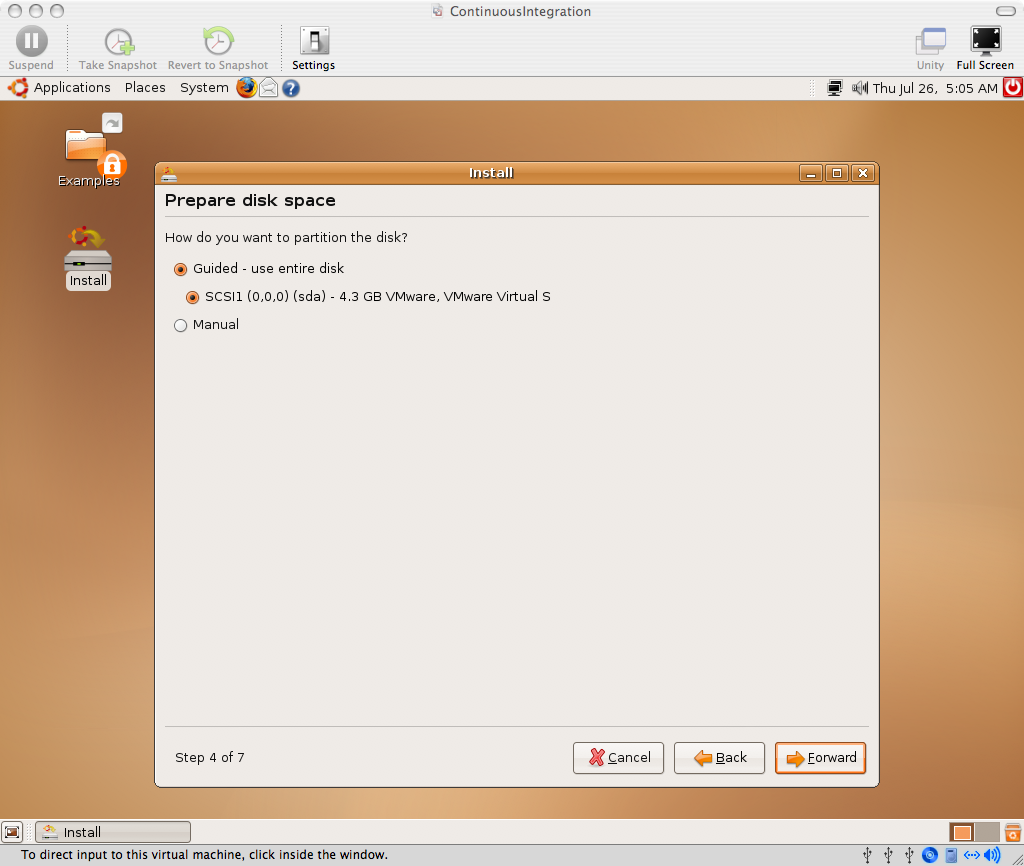 ContinuousIntegration
Suspend Take Snapshot Revert to Snapshot Settings Unity Full Screen
Applications Places System Thu Jul 26, 5:05 AM
Examples
Install
Install
Prepare disk space
How do you want to partition the disk?
Guided - use entire disk
SCSI1 (0,0,0) (sda) - 4.3 GB VMware, VMware Virtual S
Manual
Step 4 of 7 Cancel Back Forward
Install
To direct input to this virtual machine, click inside the window.